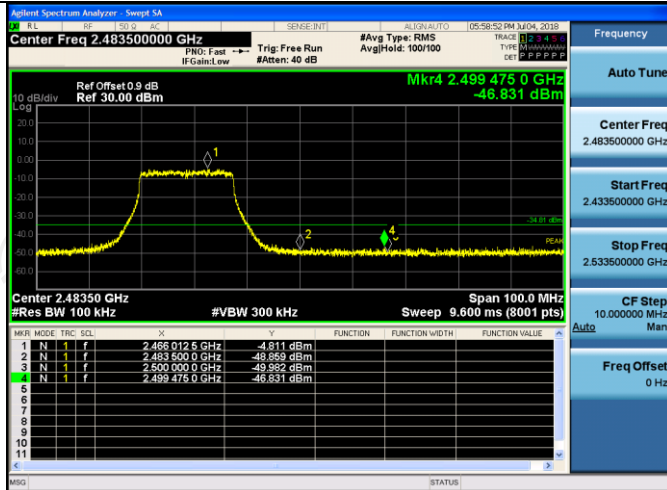 Agilent Spectrum Analyzer - Swept SA
RL RF 50 Ω AC SENSE:INT ALIGN AUTO 05:58:52 PM Jul 04, 2018
Center Freq 2.483500000 GHz #Avg Type: RMS TRACE 1 2 3 4 5 6
PNO: Fast Trig: Free Run Avg|Hold: 100/100 TYPE M
IFGain:Low #Atten: 40 dB DET P P P P P P
Mkr4 2.499 475 0 GHz
-46.831 dBm
Ref Offset 0.9 dB
10 dB/div Ref 30.00 dBm
Log
20.0
10.0
0.00
-10.0
-20.0
-30.0
-40.0
-50.0
-60.0
1
2
4
-34.01 dBm
PEAK
Center 2.48350 GHz Span 100.0 MHz
#Res BW 100 kHz #VBW 300 kHz Sweep 9.600 ms (8001 pts)
MKR MODE TRC SCL X Y FUNCTION FUNCTION WIDTH FUNCTION VALUE
1 N 1 f 2.466 012 5 GHz -4.811 dBm
2 N 1 f 2.483 500 0 GHz -48.859 dBm
3 N 1 f 2.500 000 0 GHz -49.982 dBm
4 N 1 f 2.499 475 0 GHz -46.831 dBm
5
6
7
8
9
10
11
MSG STATUS
Frequency
Auto Tune
Center Freq
2.483500000 GHz
Start Freq
2.433500000 GHz
Stop Freq
2.533500000 GHz
CF Step
10.000000 MHz
Auto Man
Freq Offset
0 Hz